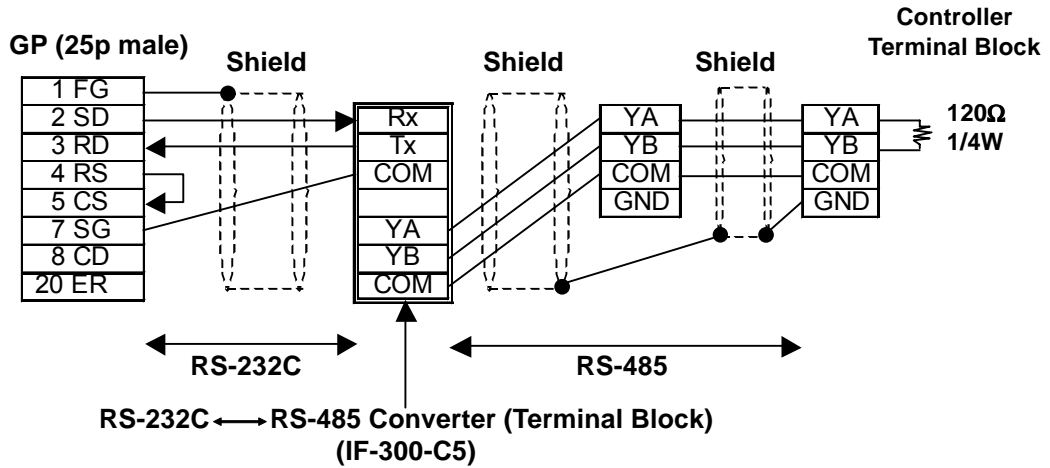 Controller
Terminal Block
GP (25p male)
Shield
Shield
Shield
1 FG
2 SD
3 RD
4 RS
5 CS
7 SG
8 CD
20 ER
Rx
Tx
COM
YA
YB
COM
YA
YB
COM
GND
YA
YB
COM
GND
120Ω
1/4W
RS-232C
RS-485
RS-232C ↔ RS-485 Converter (Terminal Block)
(IF-300-C5)